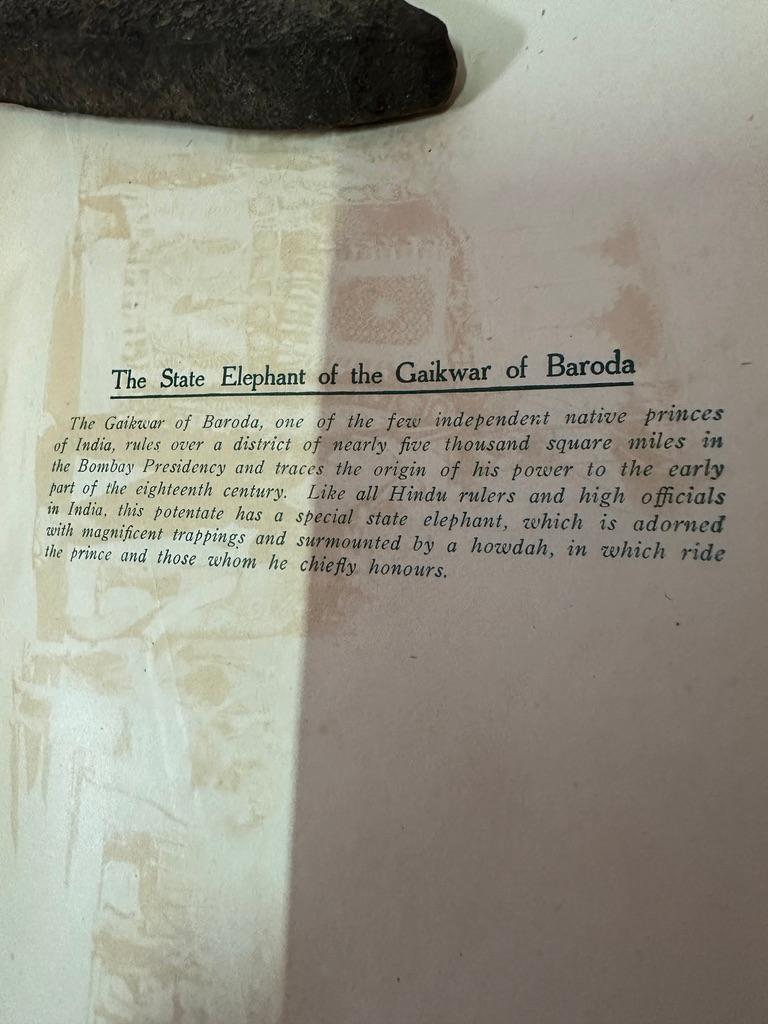 The State Elephant of the Gaikwar of Baroda
The Gaikwar of Baroda, one of the few independent native princes
of India, rules over a district of nearly five thousand square miles in
the Bombay Presidency and traces the origin of his power to the early
part of the eighteenth century. Like all Hindu rulers and high officials
in India, this potentate has a special state elephant, which is adorned
with magnificent trappings and surmounted by a howdah, in which ride
the prince and those whom he chiefly honours.